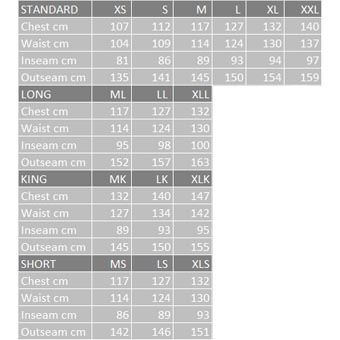 STANDARD XS S M L XL XXL
Chest cm 107 112 117 127 132 140
Waist cm 104 109 114 124 130 137
Inseam cm 81 86 89 93 94 97
Outseam cm 135 141 145 150 154 159
LONG ML LL XLL
Chest cm 117 127 132
Waist cm 114 124 130
Inseam cm 95 98 100
Outseam cm 152 157 163
KING MK LK XLK
Chest cm 132 140 147
Waist cm 127 134 142
Inseam cm 89 93 95
Outseam cm 145 150 155
SHORT MS LS XLS
Chest cm 117 127 132
Waist cm 114 124 130
Inseam cm 86 89 93
Outseam cm 142 146 151